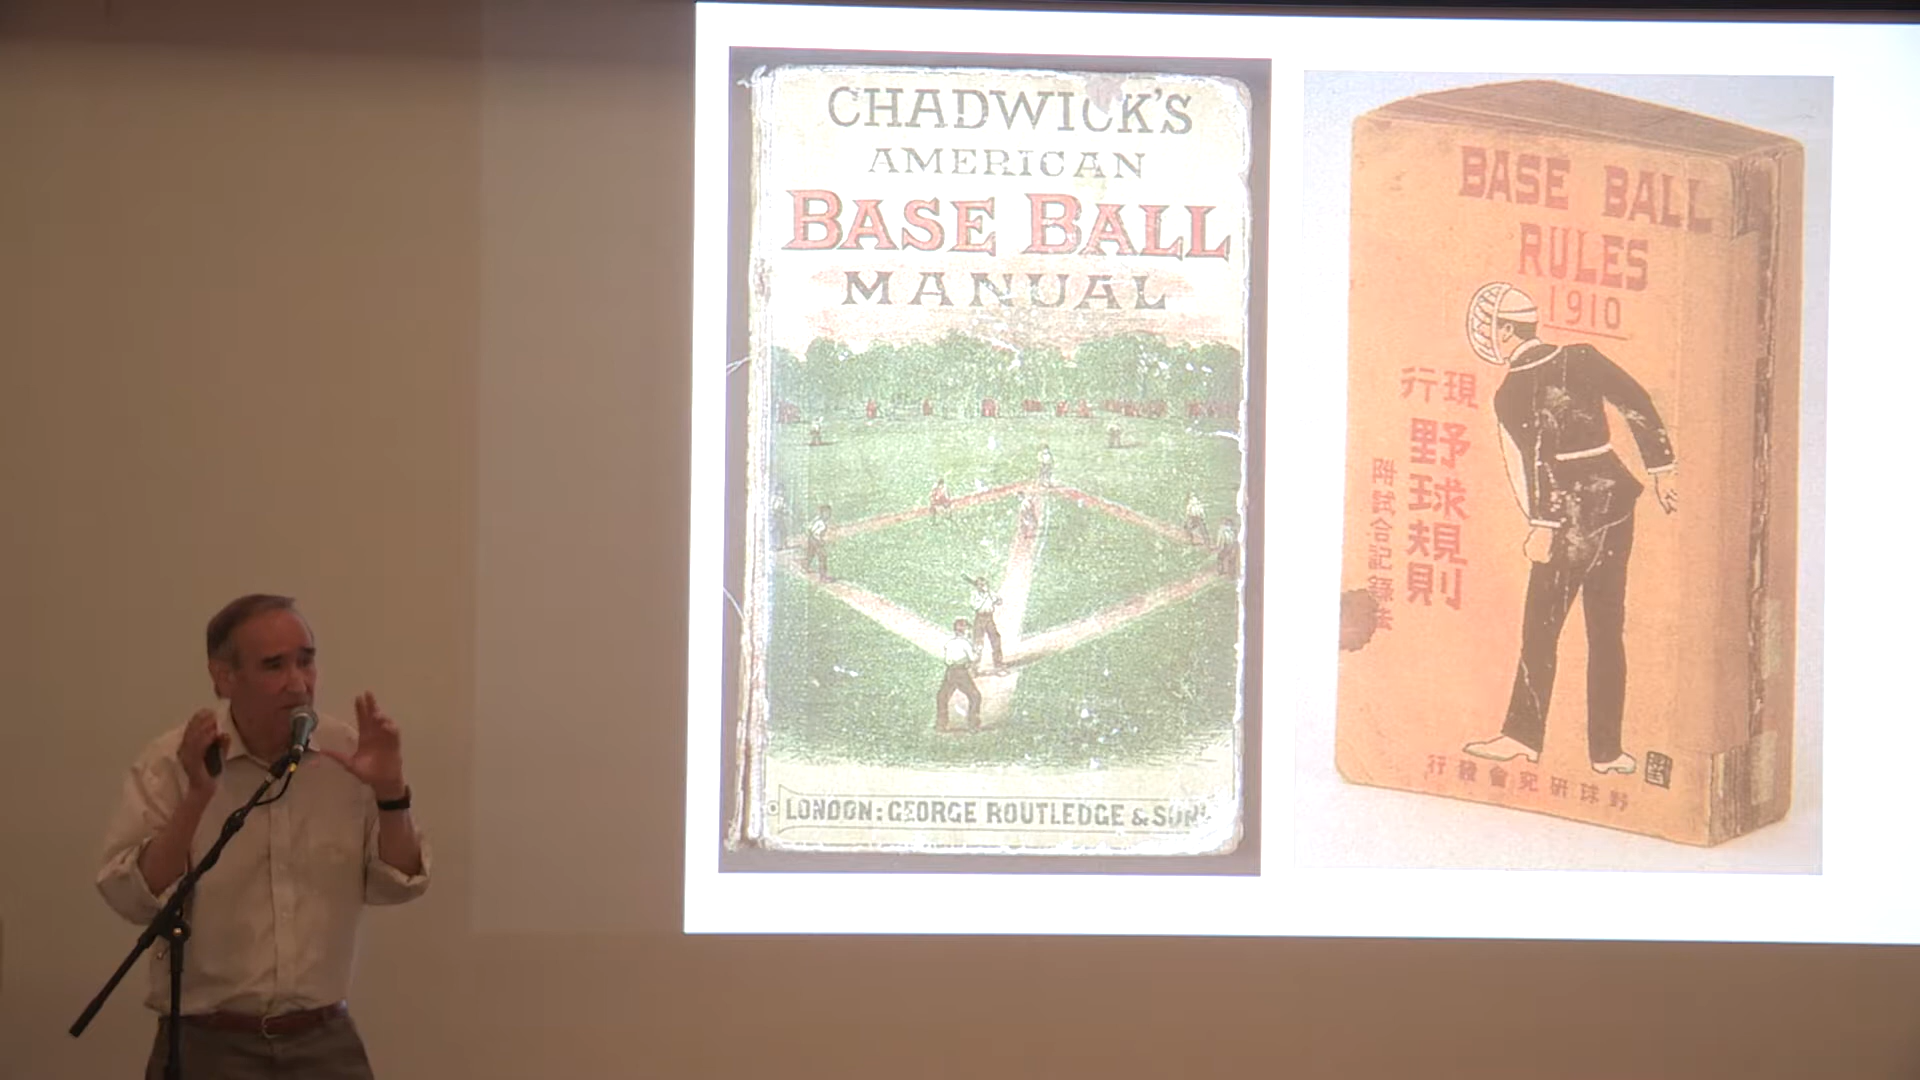 CHADWICK'S
AMERICAN
BASE BALL
MANUAL
LONDON: GEORGE ROUTLEDGE & SONS
BASE BALL
RULES
1910
現行
野球規則
附試合記録法
野球研究會發行